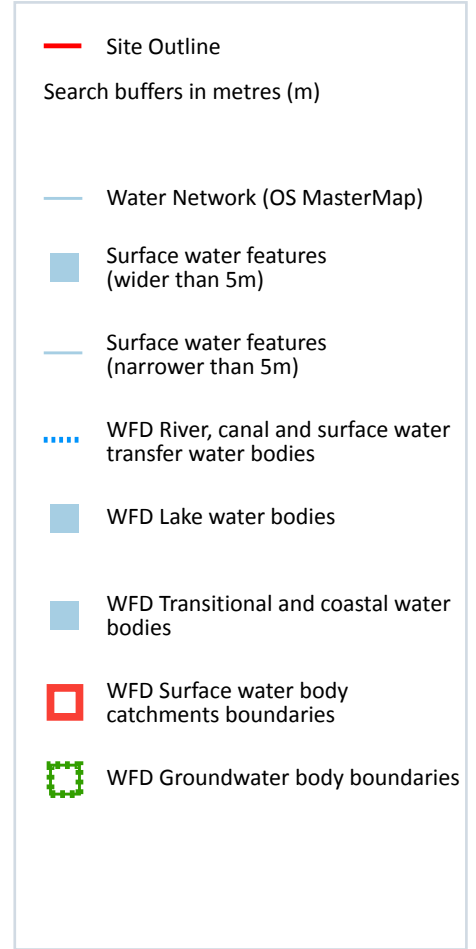 Site Outline
Search buffers in metres (m)
Water Network (OS MasterMap)
Surface water features
(wider than 5m)
Surface water features
(narrower than 5m)
WFD River, canal and surface water
transfer water bodies
WFD Lake water bodies
WFD Transitional and coastal water
bodies
WFD Surface water body
catchments boundaries
WFD Groundwater body boundaries